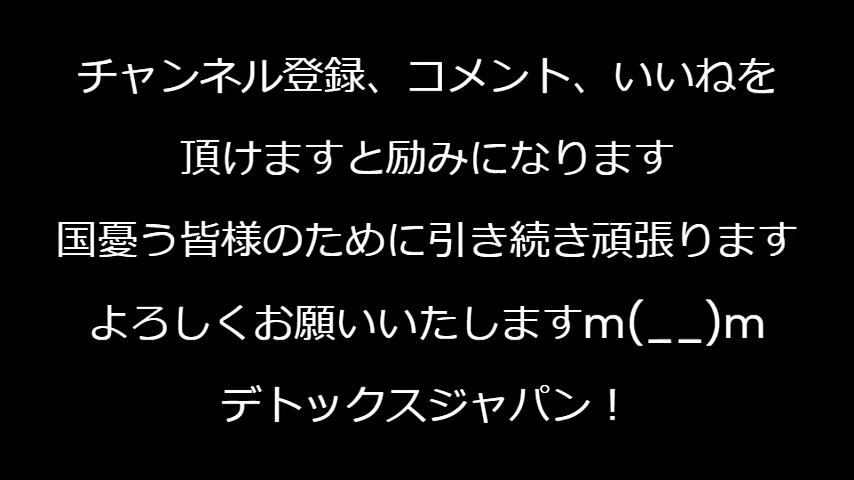 チャンネル登録、コメント、いいねを
頂けますと励みになります
国憂う皆様のために引き続き頑張ります
よろしくお願いいたしますm(__)m
デトックスジャパン！